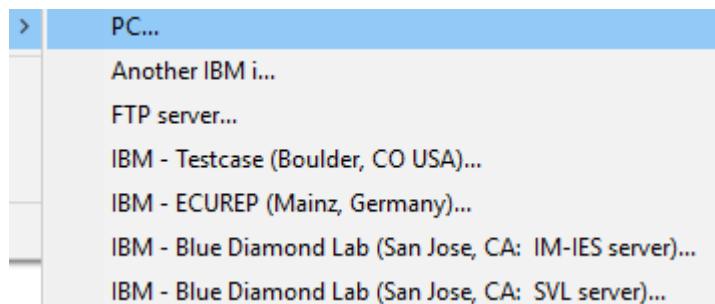 PC...
Another IBM i...
FTP server...
IBM - Testcase (Boulder, CO USA)...
IBM - ECUREP (Mainz, Germany)...
IBM - Blue Diamond Lab (San Jose, CA:  IM-IES server)...
IBM - Blue Diamond Lab (San Jose, CA:  SVL server)...